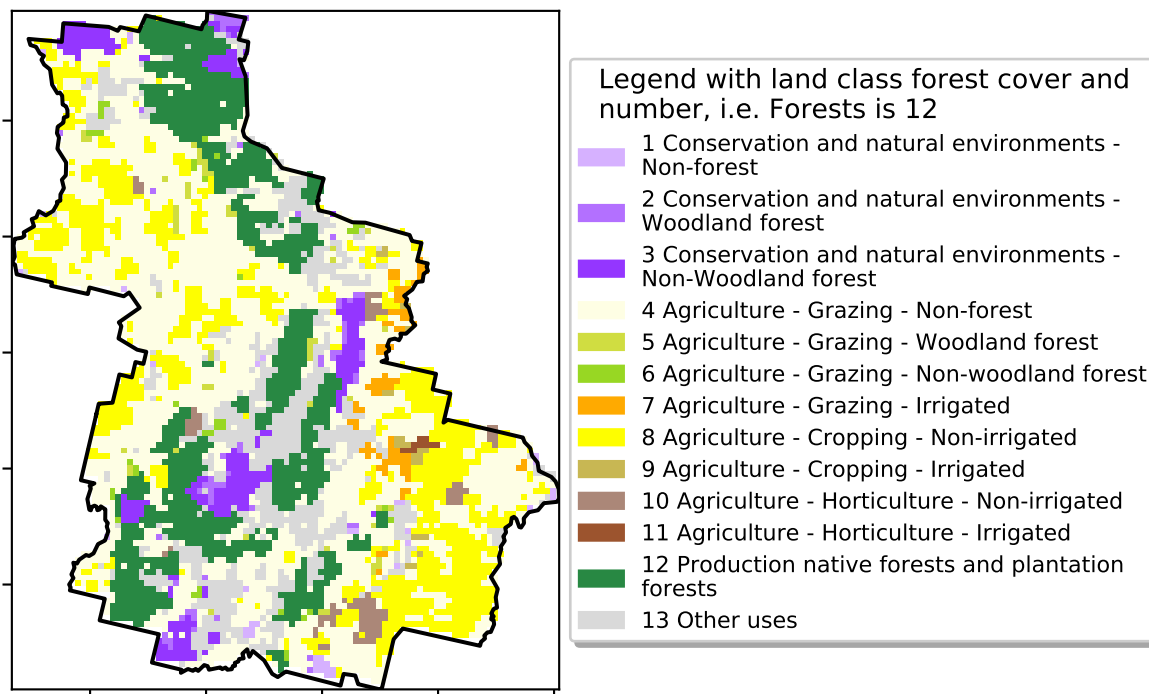 Legend with land class forest cover and
number, i.e. Forests is 12
1 Conservation and natural environments -
Non-forest
2 Conservation and natural environments -
Woodland forest
3 Conservation and natural environments -
Non-Woodland forest
4 Agriculture - Grazing - Non-forest
5 Agriculture - Grazing - Woodland forest
6 Agriculture - Grazing - Non-woodland forest
7 Agriculture - Grazing - Irrigated
8 Agriculture - Cropping - Non-irrigated
9 Agriculture - Cropping - Irrigated
10 Agriculture - Horticulture - Non-irrigated
11 Agriculture - Horticulture - Irrigated
12 Production native forests and plantation
forests
13 Other uses